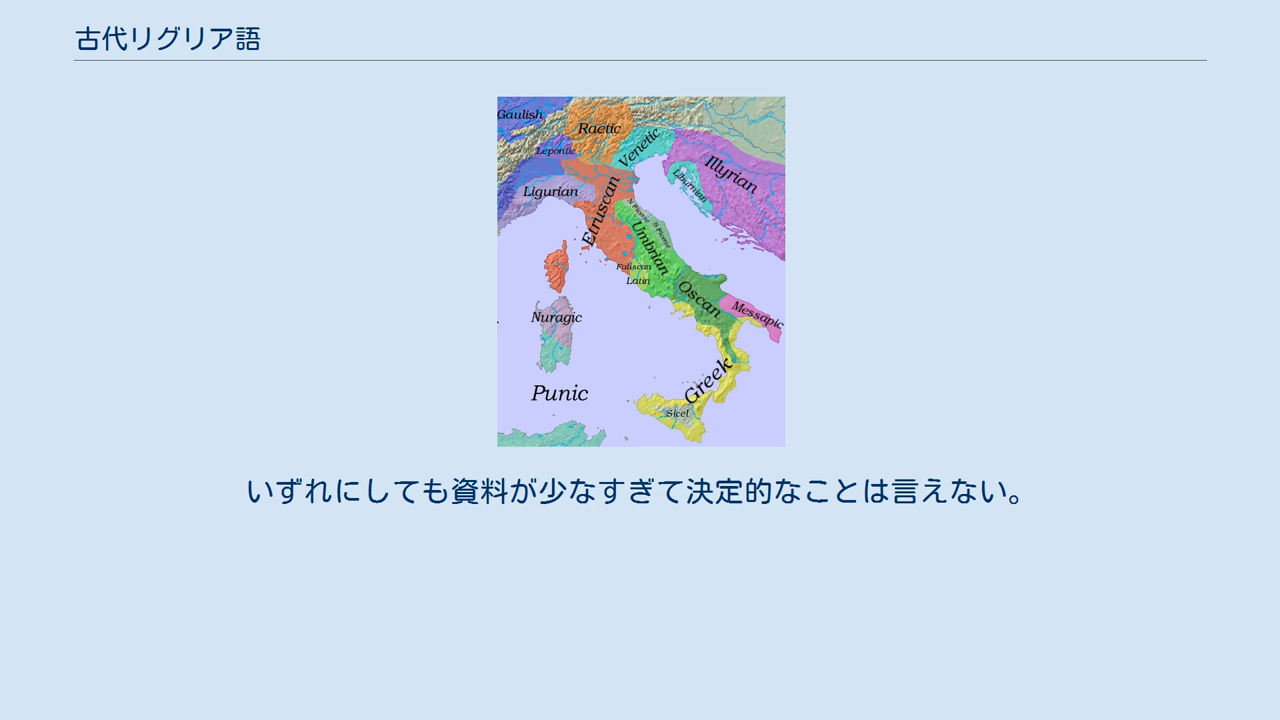 古代リグリア語
Gaulish
Raetic
Lepontic
Venetic
Illyrian
Liburnian
Ligurian
Etruscan
N Picene
S Picene
Umbrian
Faliscan
Latin
Oscan
Messapic
Nuragic
Greek
Punic
Sicel
いずれにしても資料が少なすぎて決定的なことは言えない。